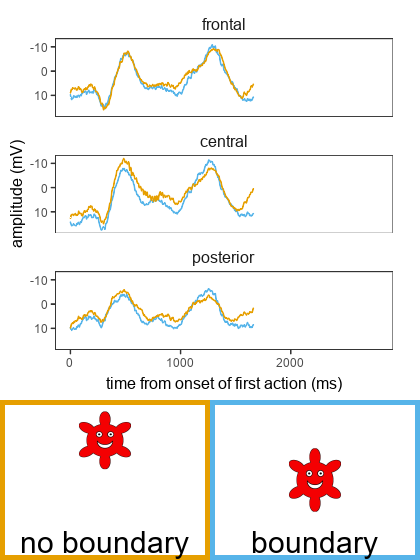 frontal
-10
0
10
central
-10
0
10
posterior
-10
0
10
0 1000 2000
amplitude (mV)
time from onset of first action (ms)
no boundary
boundary